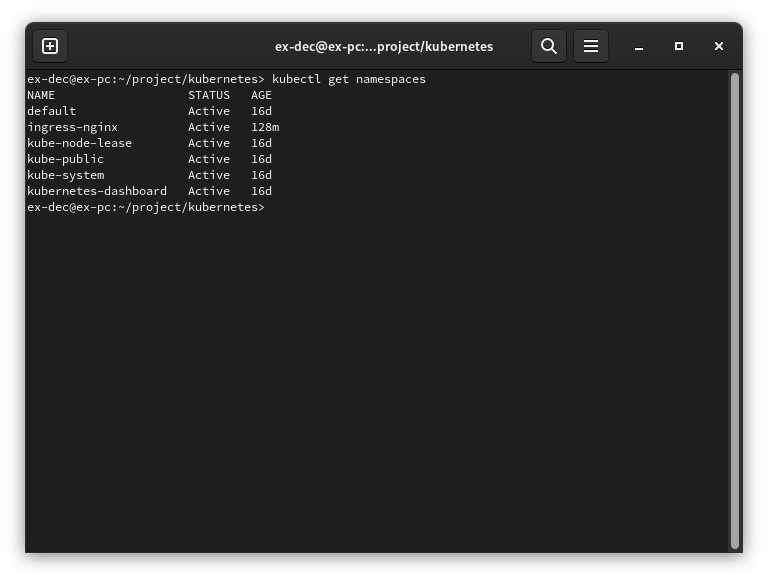 ex-dec@ex-pc:...project/kubernetes
ex-dec@ex-pc:~/project/kubernetes> kubectl get namespaces
NAME                   STATUS   AGE
default                Active   16d
ingress-nginx          Active   128m
kube-node-lease        Active   16d
kube-public            Active   16d
kube-system            Active   16d
kubernetes-dashboard   Active   16d
ex-dec@ex-pc:~/project/kubernetes>